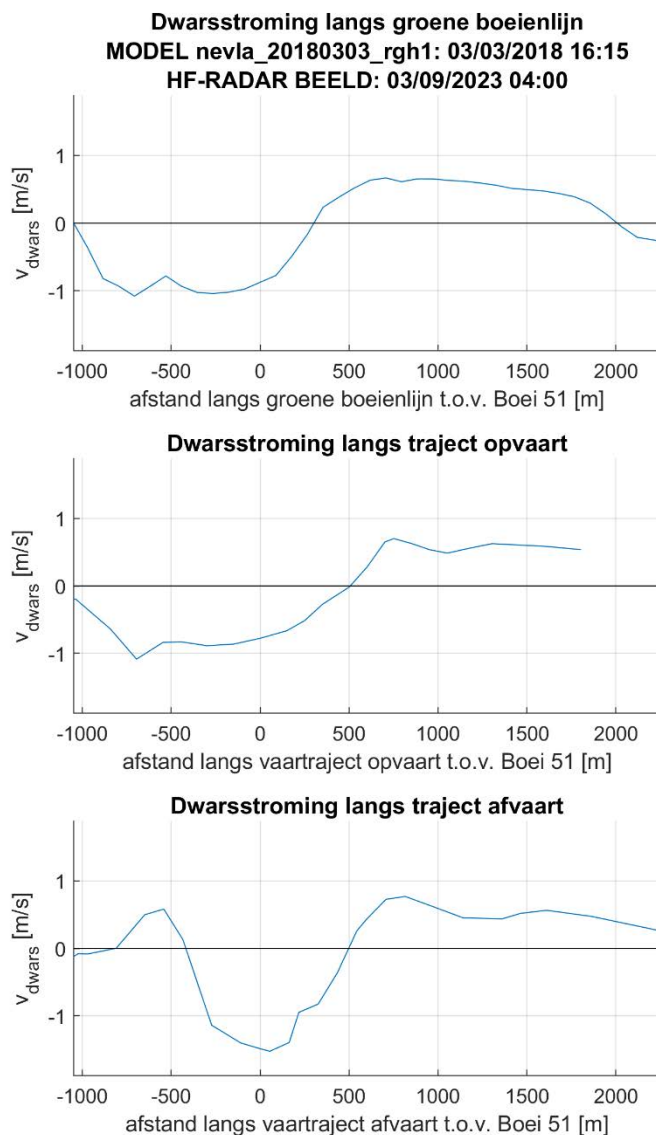 Dwarsstroming langs groene boeienlijn
MODEL nevla_20180303_rgh1: 03/03/2018 16:15
HF-RADAR BEELD: 03/09/2023 04:00
1
0
-1
v_dwars [m/s]
-1000 -500 0 500 1000 1500 2000
afstand langs groene boeienlijn t.o.v. Boei 51 [m]
Dwarsstroming langs traject opvaart
1
0
-1
v_dwars [m/s]
-1000 -500 0 500 1000 1500 2000
afstand langs vaartraject opvaart t.o.v. Boei 51 [m]
Dwarsstroming langs traject afvaart
1
0
-1
v_dwars [m/s]
-1000 -500 0 500 1000 1500 2000
afstand langs vaartraject afvaart t.o.v. Boei 51 [m]